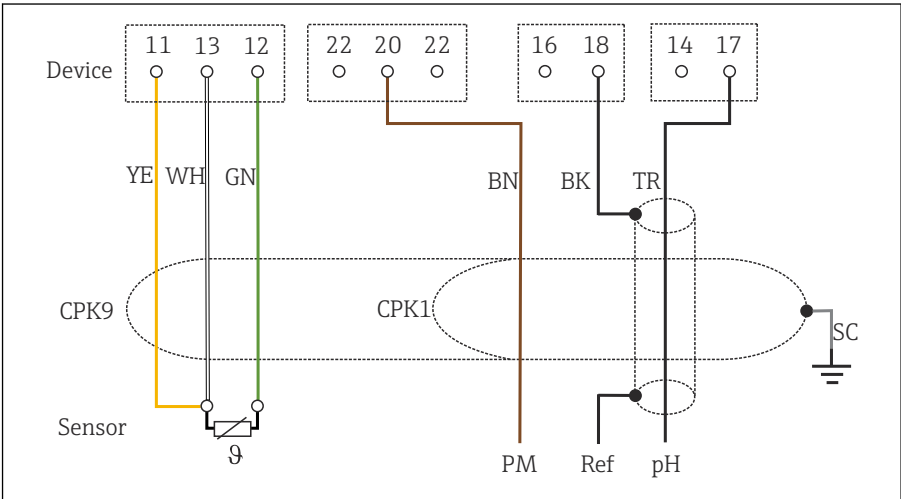 11 13 12 22 20 22 16 18 14 17
Device
YE WH GN BN BK TR
CPK9 CPK1
SC
Sensor
ϑ
PM Ref pH